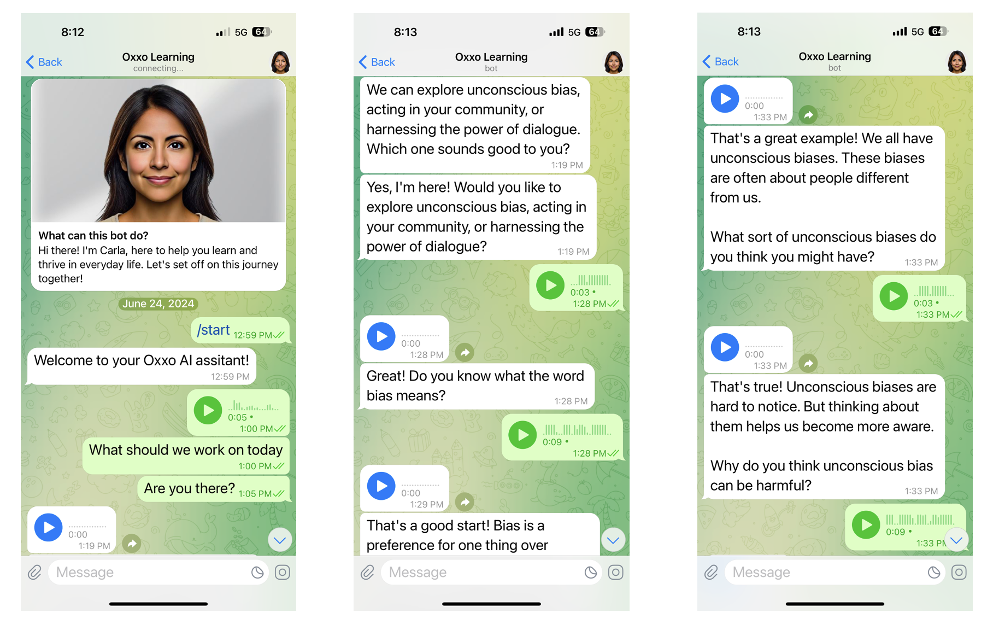 8:12
5G 64
Back
Oxxo Learning
connecting...
What can this bot do?
Hi there! I'm Carla, here to help you learn and
thrive in everyday life. Let's set off on this journey
together!
June 24, 2024
/start 12:59 PM
Welcome to your Oxxo AI assitant!
12:59 PM
0:05
1:00 PM
What should we work on today
1:00 PM
Are you there? 1:05 PM
0:00
1:19 PM
Message
8:13
5G 64
Back
Oxxo Learning
bot
We can explore unconscious bias,
acting in your community, or
harnessing the power of dialogue.
Which one sounds good to you?
1:19 PM
Yes, I'm here! Would you like to
explore unconscious bias, acting in
your community, or harnessing the
power of dialogue?
1:19 PM
0:03
1:28 PM
0:00
1:28 PM
Great! Do you know what the word
bias means?
1:28 PM
0:09
1:28 PM
0:00
1:29 PM
That's a good start! Bias is a
preference for one thing over
Message
8:13
5G 64
Back
Oxxo Learning
bot
0:00
1:33 PM
That's a great example! We all have
unconscious biases. These biases
are often about people different
from us.
What sort of unconscious biases do
you think you might have?
1:33 PM
0:03
1:33 PM
0:00
1:33 PM
That's true! Unconscious biases are
hard to notice. But thinking about
them helps us become more aware.
Why do you think unconscious bias
can be harmful?
1:33 PM
0:09
1:33 PM
Message